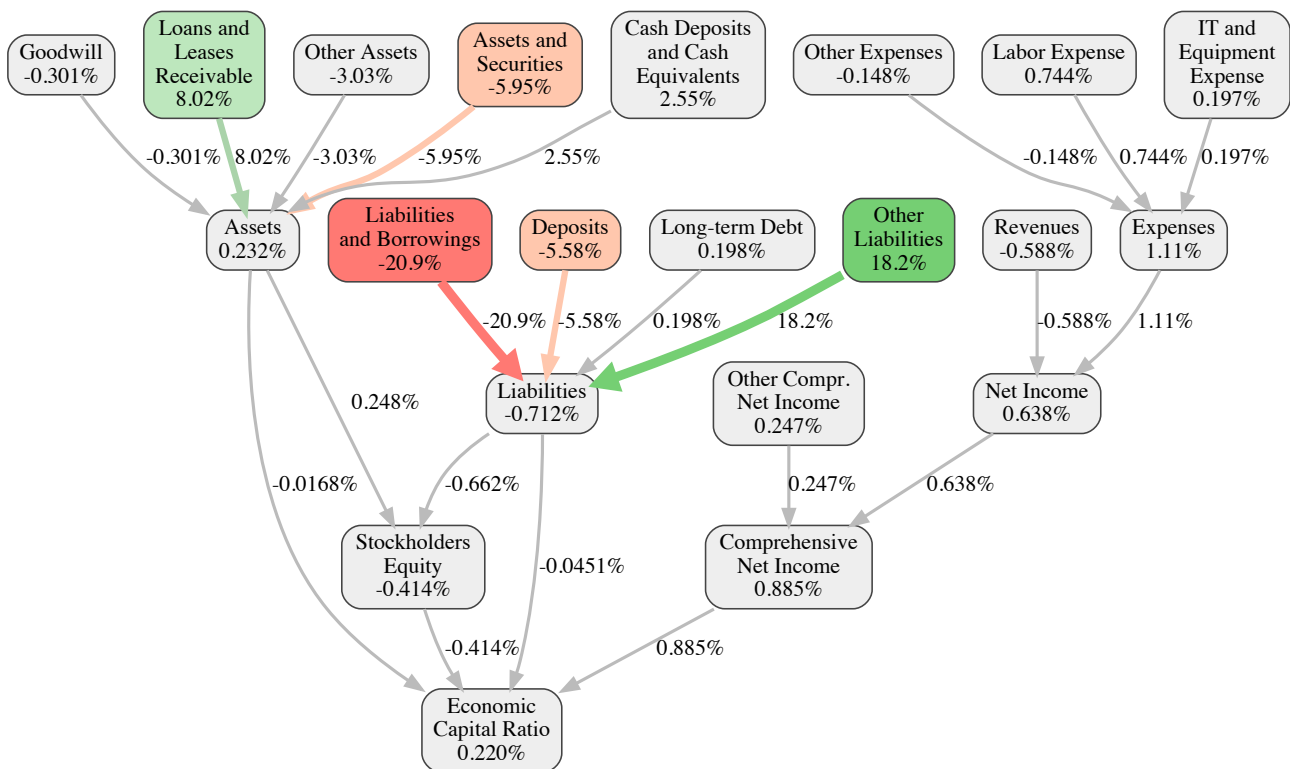 Goodwill
-0.301%
Loans and
Leases
Receivable
8.02%
Other Assets
-3.03%
Assets and
Securities
-5.95%
Cash Deposits
and Cash
Equivalents
2.55%
Other Expenses
-0.148%
Labor Expense
0.744%
IT and
Equipment
Expense
0.197%
-0.301%
8.02%
-3.03%
-5.95%
2.55%
-0.148%
0.744%
0.197%
Assets
0.232%
Liabilities
and Borrowings
-20.9%
Deposits
-5.58%
Long-term Debt
0.198%
Other
Liabilities
18.2%
Revenues
-0.588%
Expenses
1.11%
-20.9%
-5.58%
0.198%
18.2%
-0.588%
1.11%
0.248%
Liabilities
-0.712%
Other Compr.
Net Income
0.247%
Net Income
0.638%
-0.0168%
-0.662%
0.247%
0.638%
Stockholders
Equity
-0.414%
-0.0451%
Comprehensive
Net Income
0.885%
-0.414%
0.885%
Economic
Capital Ratio
0.220%